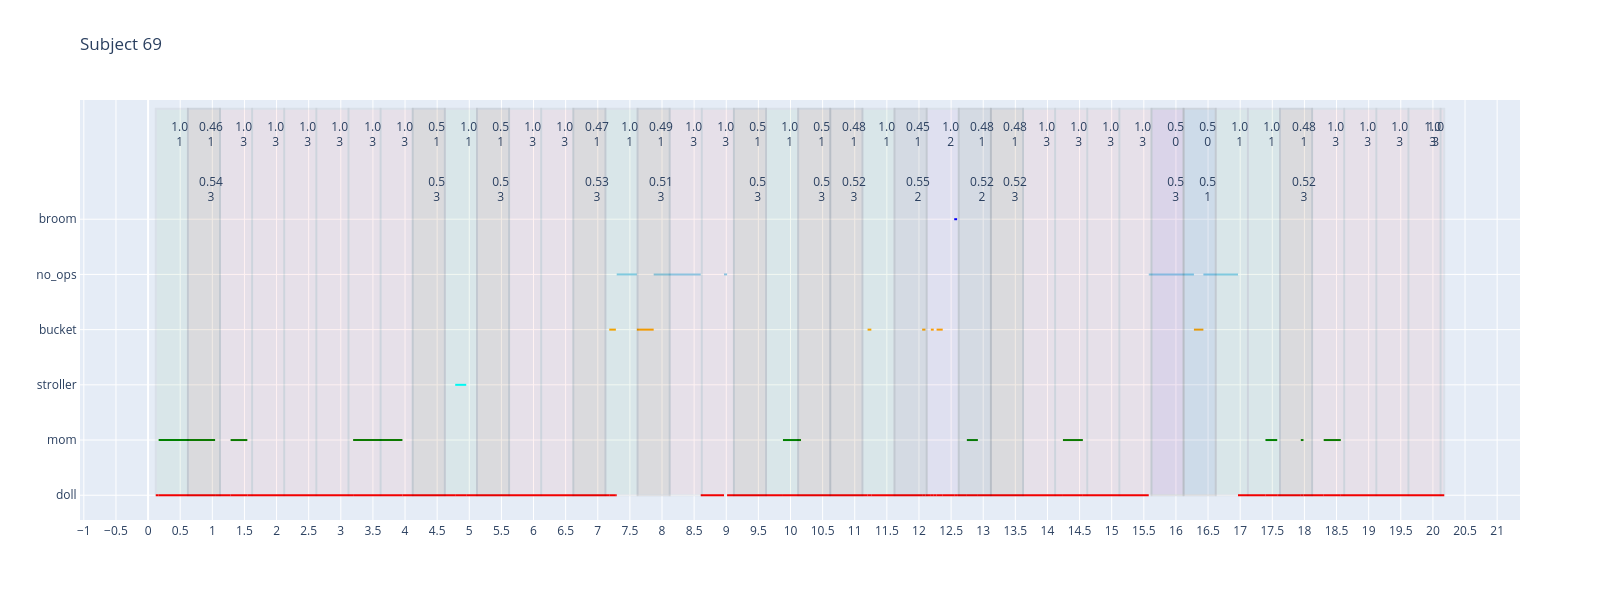 Subject 69
1.0 0.46 1.0 1.0 1.0 1.0 1.0 1.0 0.5 1.0 0.5 1.0 1.0 0.47 1.0 0.49 1.0 1.0 0.5 1.0 0.5 0.48 1.0 0.45 1.0 0.48 0.48 1.0 1.0 1.0 1.0 0.5 0.5 1.0 1.0 0.48 1.0 1.0 1.0 1.0
1 1 3 3 3 3 3 3 1 1 1 3 3 1 1 1 3 3 1 1 1 1 1 1 2 1 1 3 3 3 3 0 0 1 1 1 3 3 3 3 3
0.54 0.5 0.5 0.53 0.51 0.5 0.5 0.52 0.55 0.52 0.52 0.5 0.5 0.52
3 3 3 3 3 3 3 3 2 2 3 3 1 3
broom
no_ops
bucket
stroller
mom
doll
−1 −0.5 0 0.5 1 1.5 2 2.5 3 3.5 4 4.5 5 5.5 6 6.5 7 7.5 8 8.5 9 9.5 10 10.5 11 11.5 12 12.5 13 13.5 14 14.5 15 15.5 16 16.5 17 17.5 18 18.5 19 19.5 20 20.5 21